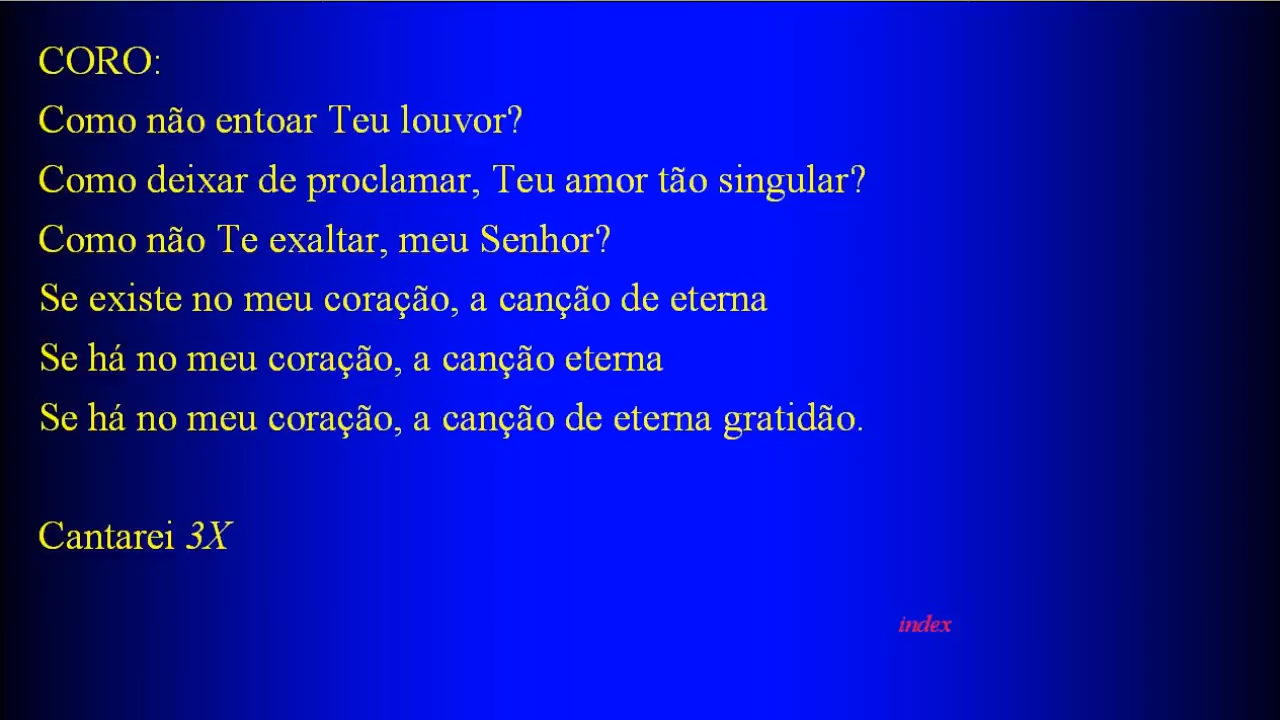 CORO:
Como não entoar Teu louvor?
Como deixar de proclamar, Teu amor tão singular?
Como não Te exaltar, meu Senhor?
Se existe no meu coração, a canção de eterna
Se há no meu coração, a canção eterna
Se há no meu coração, a canção de eterna gratidão.
Cantarei 3X
index